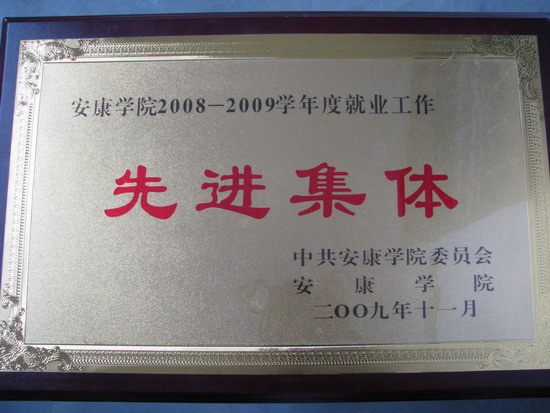 安康学院2008—2009学年度就业工作
先进集体
中共安康学院委员会
安康学院
二〇〇九年十一月